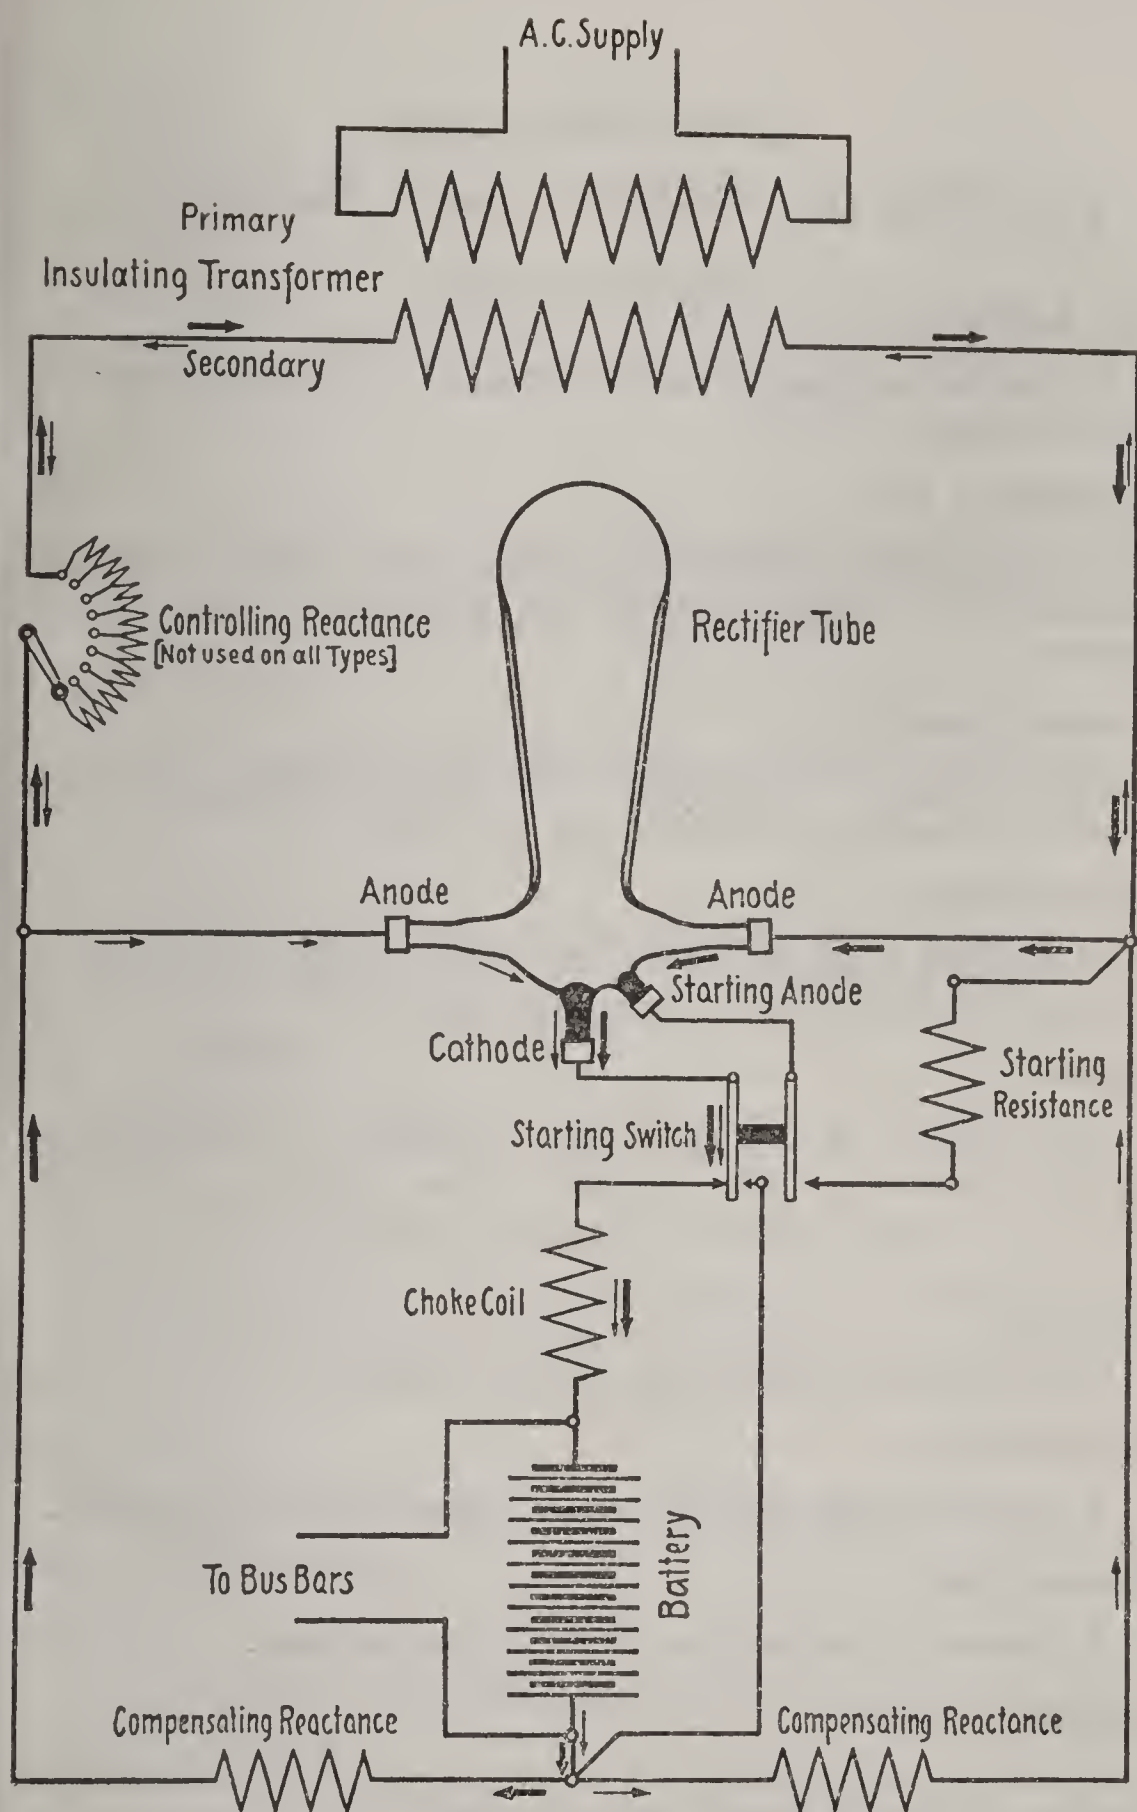 A.C. Supply
Primary
Insulating Transformer
Secondary
Controlling Reactance
[Not used on all Types]
Rectifier Tube
Anode
Anode
Starting Anode
Cathode
Starting
Resistance
Starting Switch
Choke Coil
Battery
To Bus Bars
Compensating Reactance
Compensating Reactance